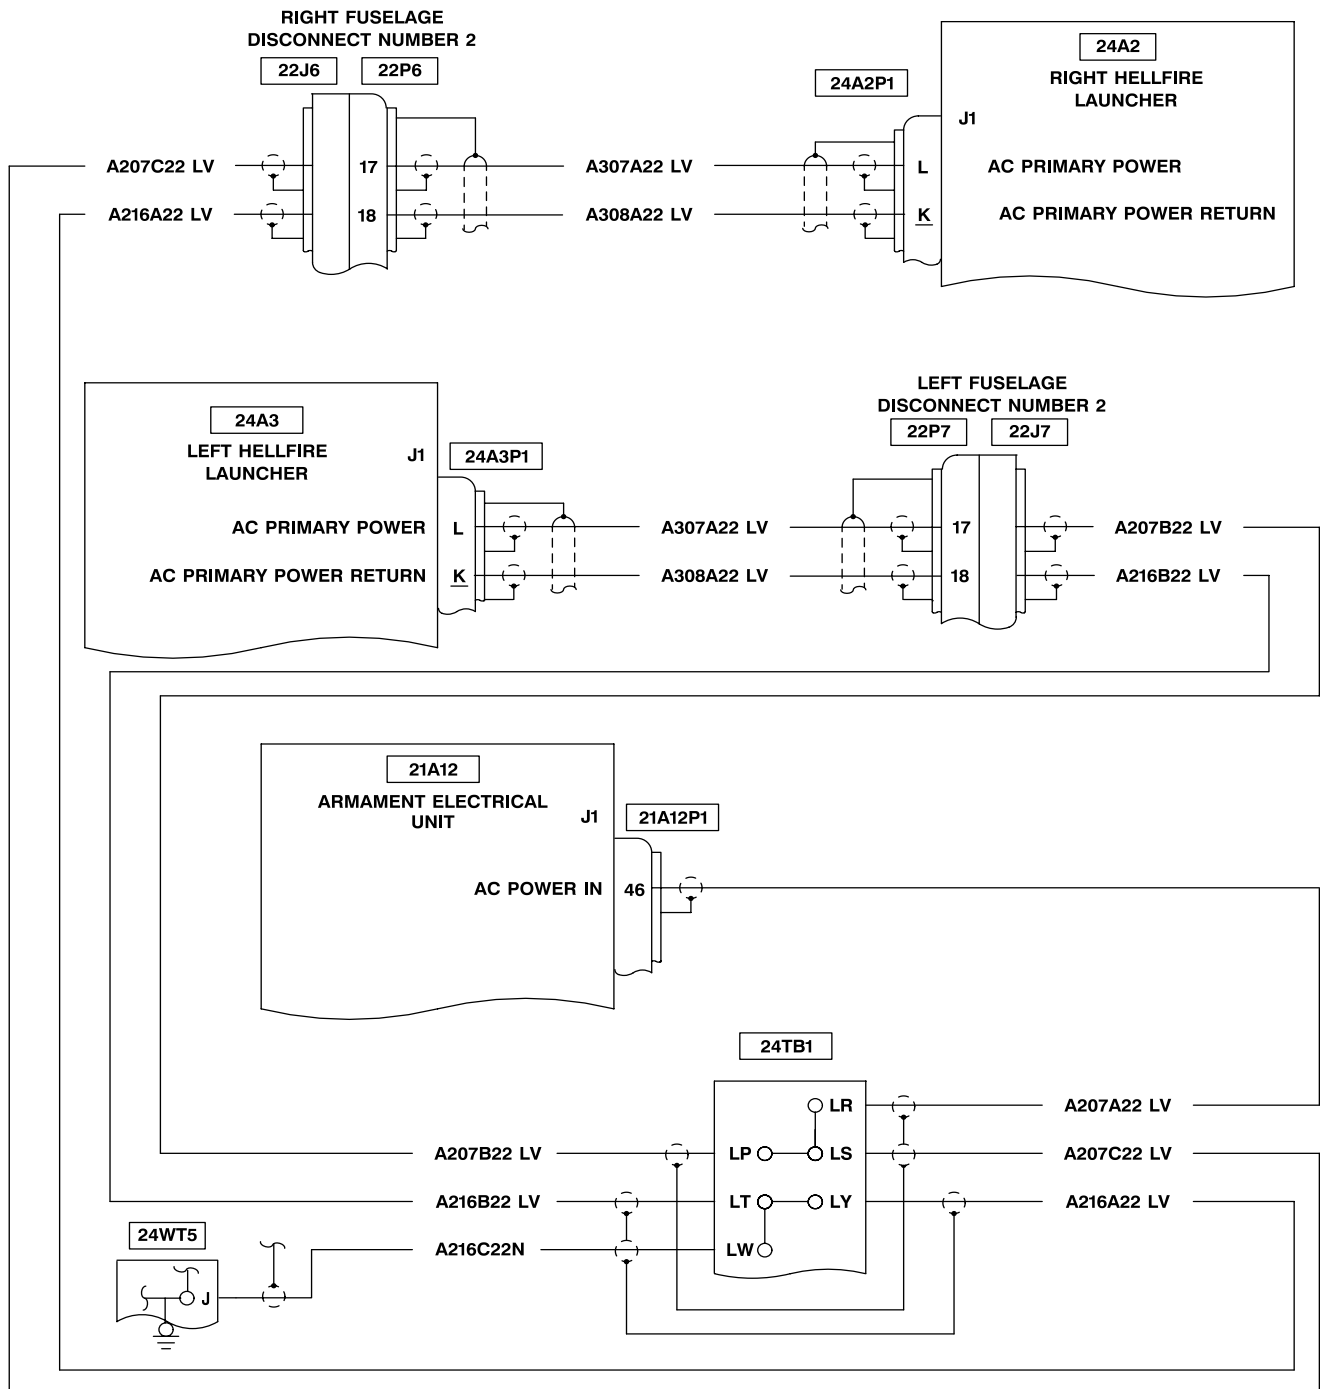 RIGHT FUSELAGE
DISCONNECT NUMBER 2
22J6 22P6
24A2
RIGHT HELLFIRE
LAUNCHER
24A2P1
J1
A207C22 LV 17 A307A22 LV L AC PRIMARY POWER
A216A22 LV 18 A308A22 LV K AC PRIMARY POWER RETURN
LEFT FUSELAGE
DISCONNECT NUMBER 2
22P7 22J7
24A3
LEFT HELLFIRE
LAUNCHER
J1 24A3P1
AC PRIMARY POWER L A307A22 LV 17 A207B22 LV
AC PRIMARY POWER RETURN K A308A22 LV 18 A216B22 LV
21A12
ARMAMENT ELECTRICAL
UNIT
J1 21A12P1
AC POWER IN 46
24TB1
LR A207A22 LV
A207B22 LV LP LS A207C22 LV
A216B22 LV LT LY A216A22 LV
24WT5
A216C22N LW
J